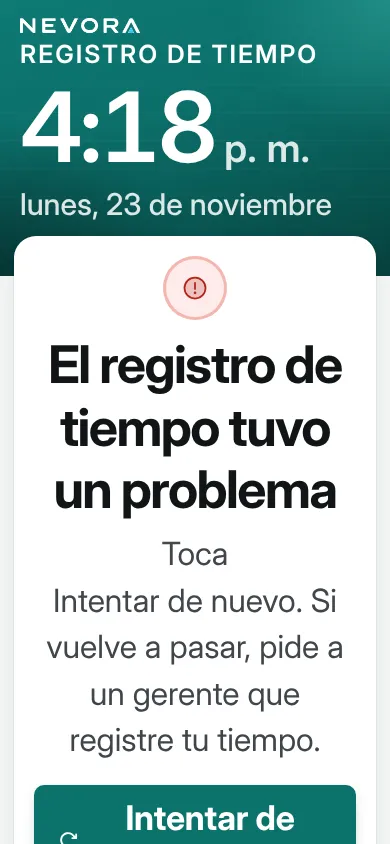 NEVORA
REGISTRO DE TIEMPO
4:18 p. m.
lunes, 23 de noviembre
El registro de
tiempo tuvo
un problema
Toca
Intentar de nuevo. Si
vuelve a pasar, pide a
un gerente que
registre tu tiempo.
Intentar de